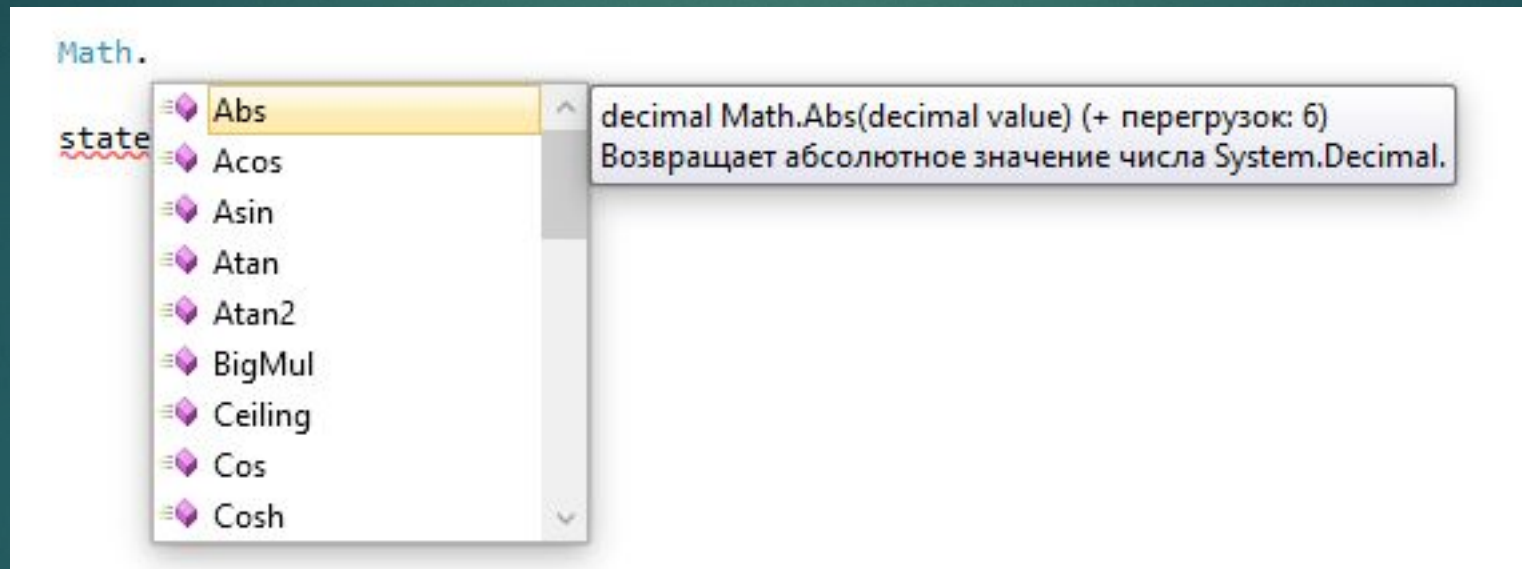 Math.
state
Abs
Acos
Asin
Atan
Atan2
BigMul
Ceiling
Cos
Cosh
decimal Math.Abs(decimal value) (+ перегрузок: 6)
Возвращает абсолютное значение числа System.Decimal.